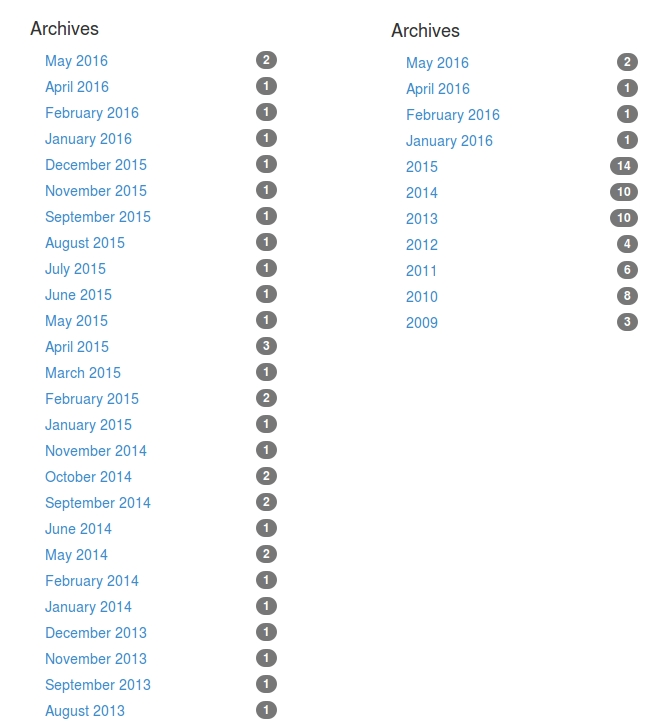 Archives
May 2016 2
April 2016 1
February 2016 1
January 2016 1
December 2015 1
November 2015 1
September 2015 1
August 2015 1
July 2015 1
June 2015 1
May 2015 1
April 2015 3
March 2015 1
February 2015 2
January 2015 1
November 2014 1
October 2014 2
September 2014 2
June 2014 1
May 2014 2
February 2014 1
January 2014 1
December 2013 1
November 2013 1
September 2013 1
August 2013 1
Archives
May 2016 2
April 2016 1
February 2016 1
January 2016 1
2015 14
2014 10
2013 10
2012 4
2011 6
2010 8
2009 3